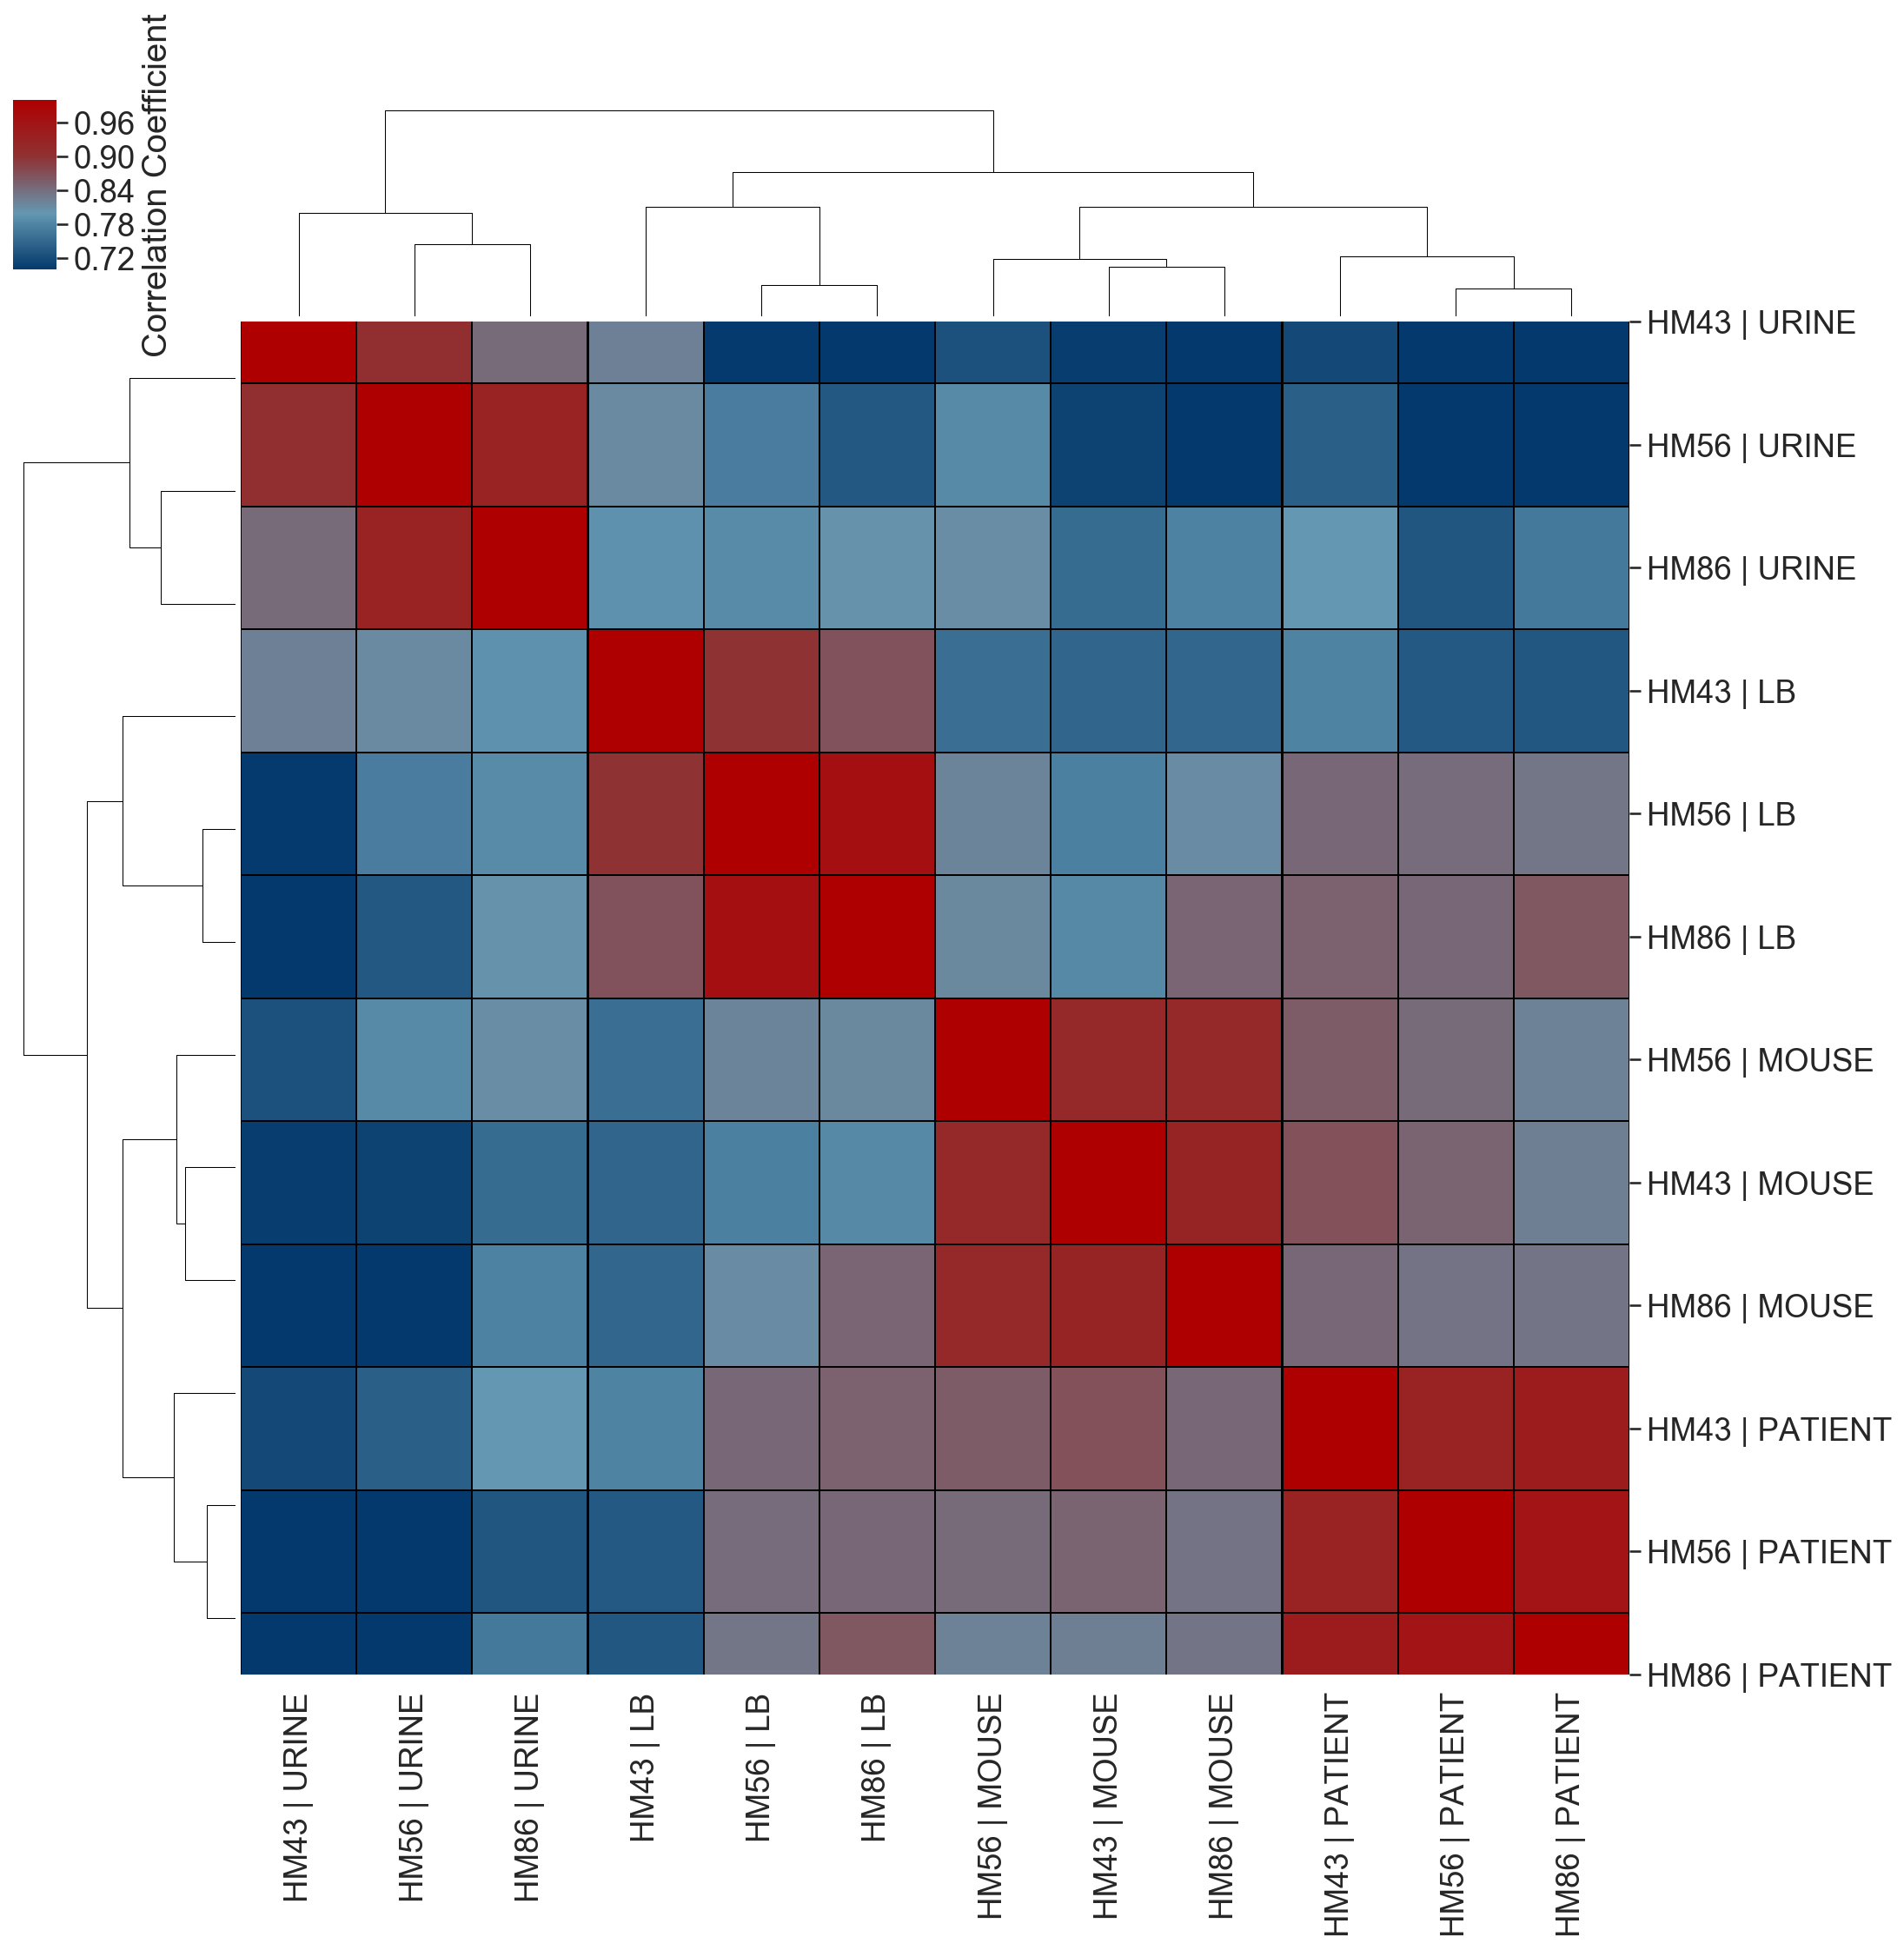 Correlation Coefficient
0.96
0.90
0.84
0.78
0.72
HM43 | URINE
HM56 | URINE
HM86 | URINE
HM43 | LB
HM56 | LB
HM86 | LB
HM56 | MOUSE
HM43 | MOUSE
HM86 | MOUSE
HM43 | PATIENT
HM56 | PATIENT
HM86 | PATIENT
HM43 | URINE
HM56 | URINE
HM86 | URINE
HM43 | LB
HM56 | LB
HM86 | LB
HM56 | MOUSE
HM43 | MOUSE
HM86 | MOUSE
HM43 | PATIENT
HM56 | PATIENT
HM86 | PATIENT